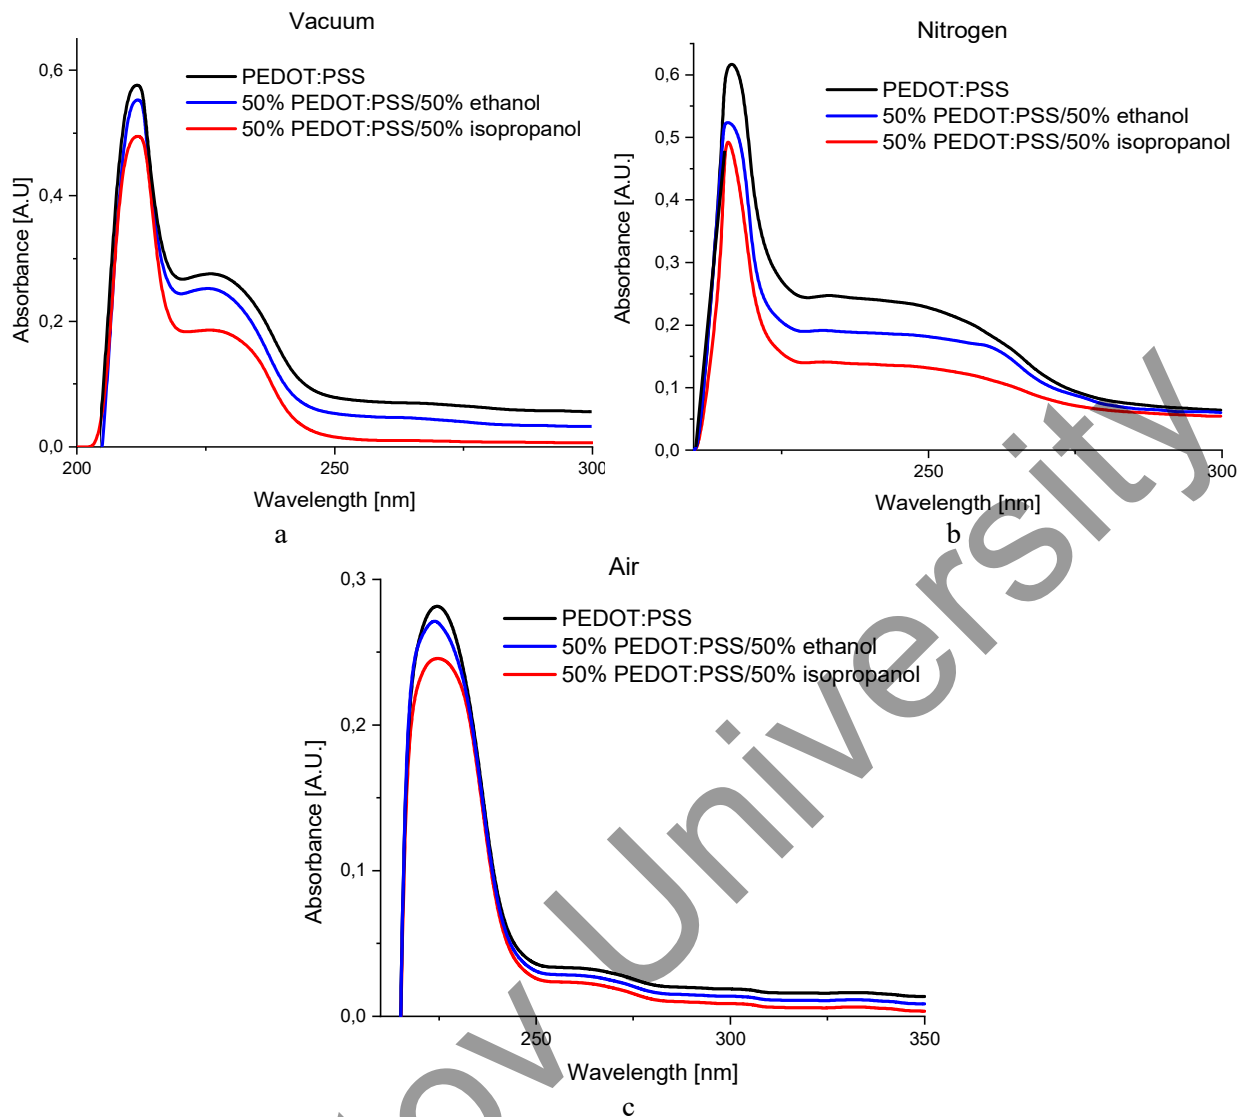 Vacuum
0,6
0,4
0,2
0,0
200
250
300
Absorbance [A.U]
Wavelength [nm]
PEDOT:PSS
50% PEDOT:PSS/50% ethanol
50% PEDOT:PSS/50% isopropanol
a
Nitrogen
0,6
0,5
0,4
0,3
0,2
0,1
0,0
250
300
Absorbance [A.U.]
Wavelength [nm]
PEDOT:PSS
50% PEDOT:PSS/50% ethanol
50% PEDOT:PSS/50% isopropanol
b
Air
0,3
0,2
0,1
0,0
250
300
350
Absorbance [A.U.]
Wavelength [nm]
PEDOT:PSS
50% PEDOT:PSS/50% ethanol
50% PEDOT:PSS/50% isopropanol
c
ov University